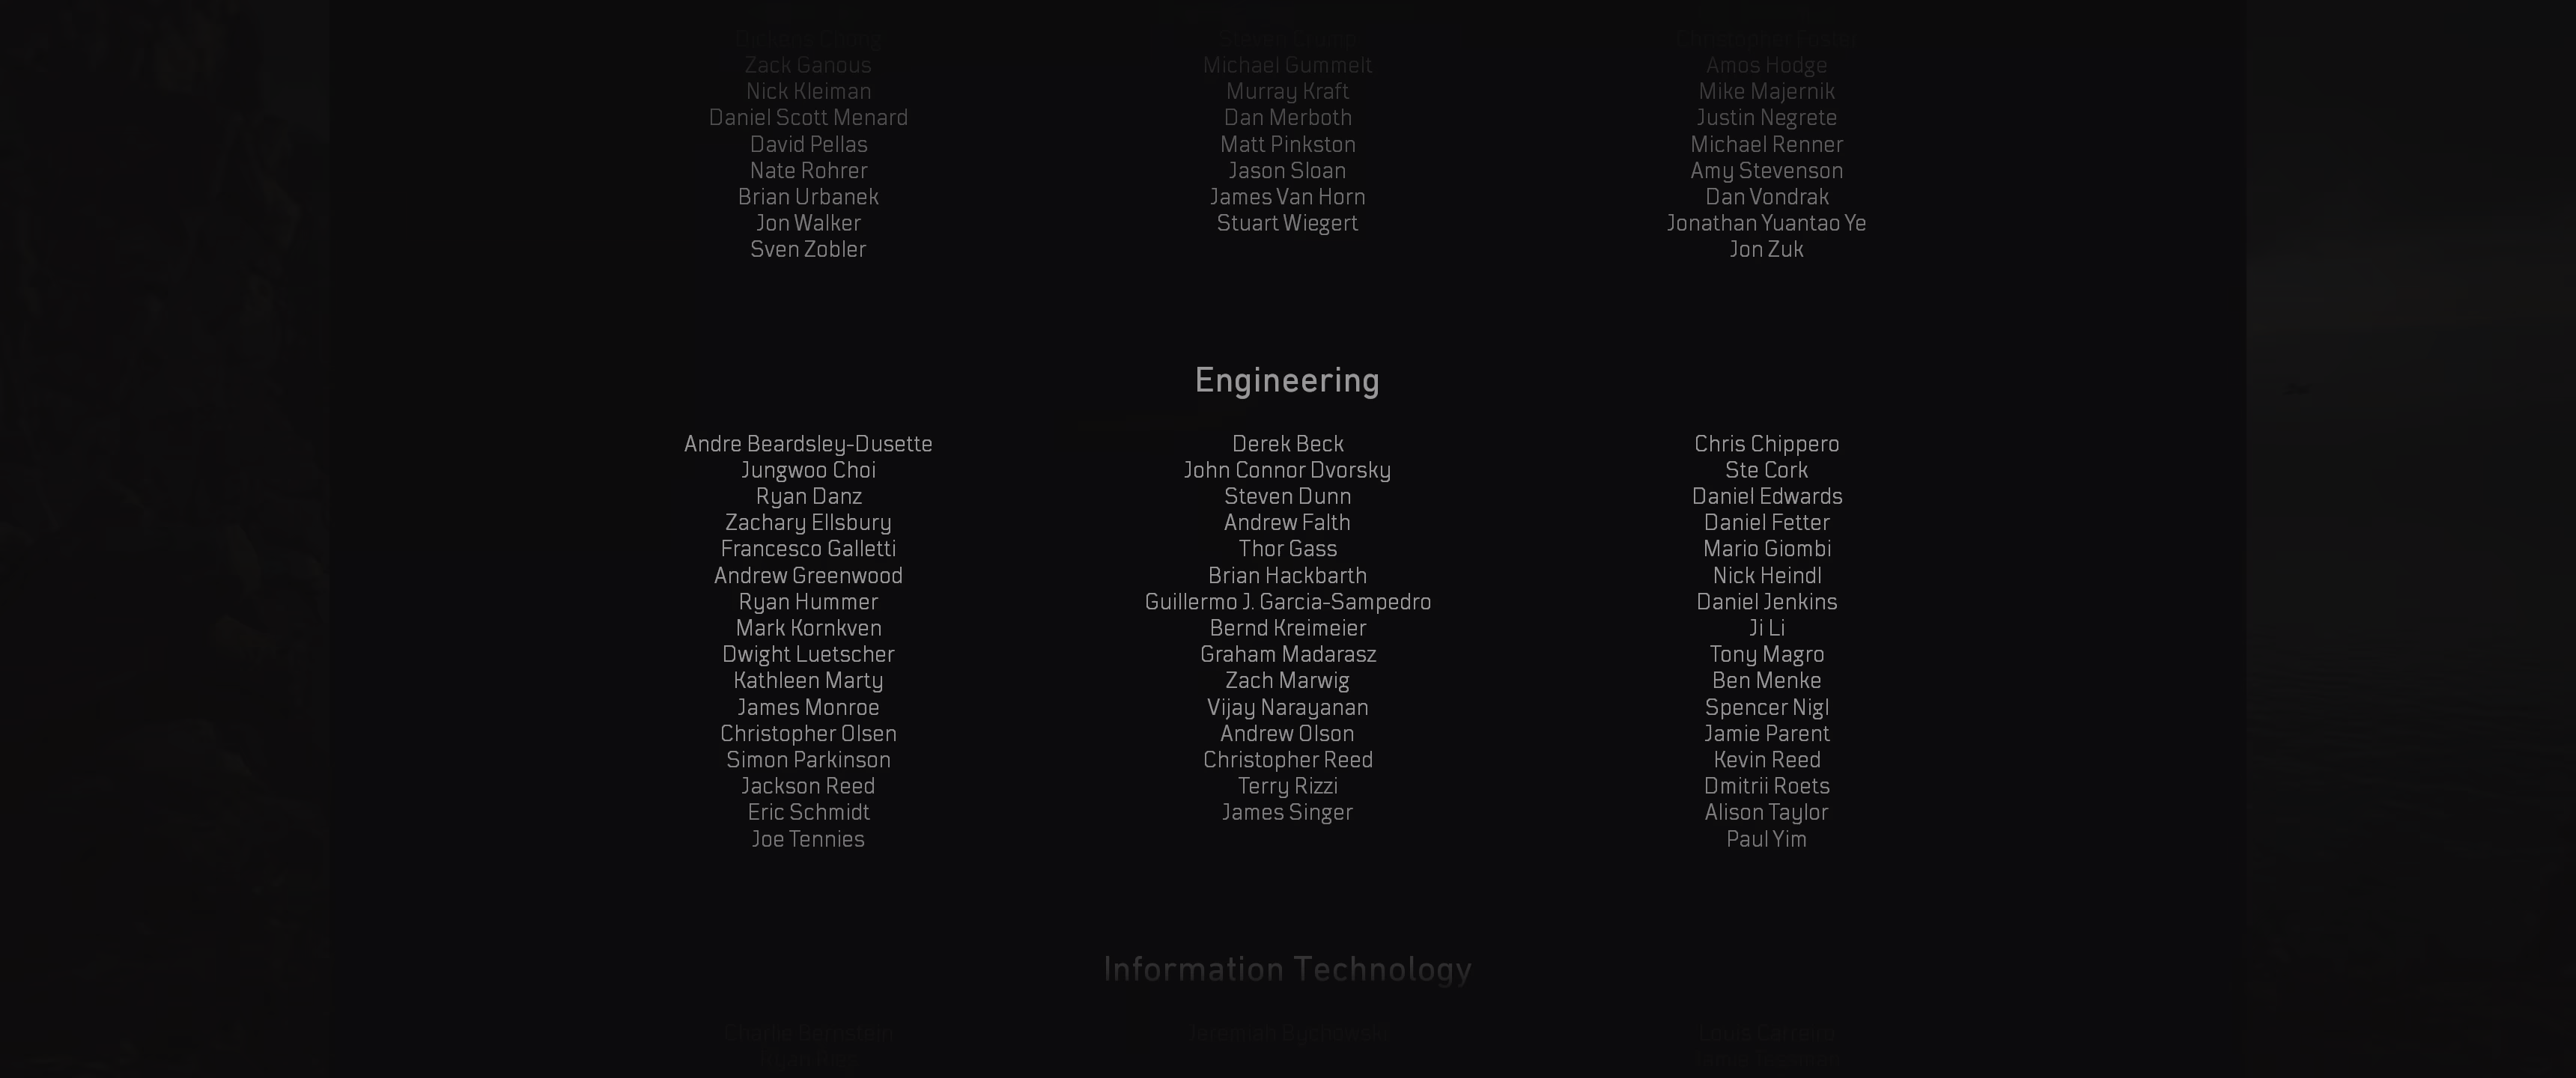 Zack Ganous Michael Gummelt Amos Hodge
Nick Kleiman Murray Kraft Mike Majernik
Daniel Scott Menard Dan Merboth Justin Negrete
David Pellas Matt Pinkston Michael Renner
Nate Rohrer Jason Sloan Amy Stevenson
Brian Urbanek James Van Horn Dan Vondrak
Jon Walker Stuart Wiegert Jonathan Yuantao Ye
Sven Zobler Jon Zuk
Engineering
Andre Beardsley-Dusette Derek Beck Chris Chippero
Jungwoo Choi John Connor Dvorsky Ste Cork
Ryan Danz Steven Dunn Daniel Edwards
Zachary Ellsbury Andrew Falth Daniel Fetter
Francesco Galletti Thor Gass Mario Giombi
Andrew Greenwood Brian Hackbarth Nick Heindl
Ryan Hummer Guillermo J. Garcia-Sampedro Daniel Jenkins
Mark Kornkven Bernd Kreimeier Ji Li
Dwight Luetscher Graham Madarasz Tony Magro
Kathleen Marty Zach Marwig Ben Menke
James Monroe Vijay Narayanan Spencer Nigl
Christopher Olsen Andrew Olson Jamie Parent
Simon Parkinson Christopher Reed Kevin Reed
Jackson Reed Terry Rizzi Dmitrii Roets
Eric Schmidt James Singer Alison Taylor
Joe Tennies Paul Yim
Information Technology